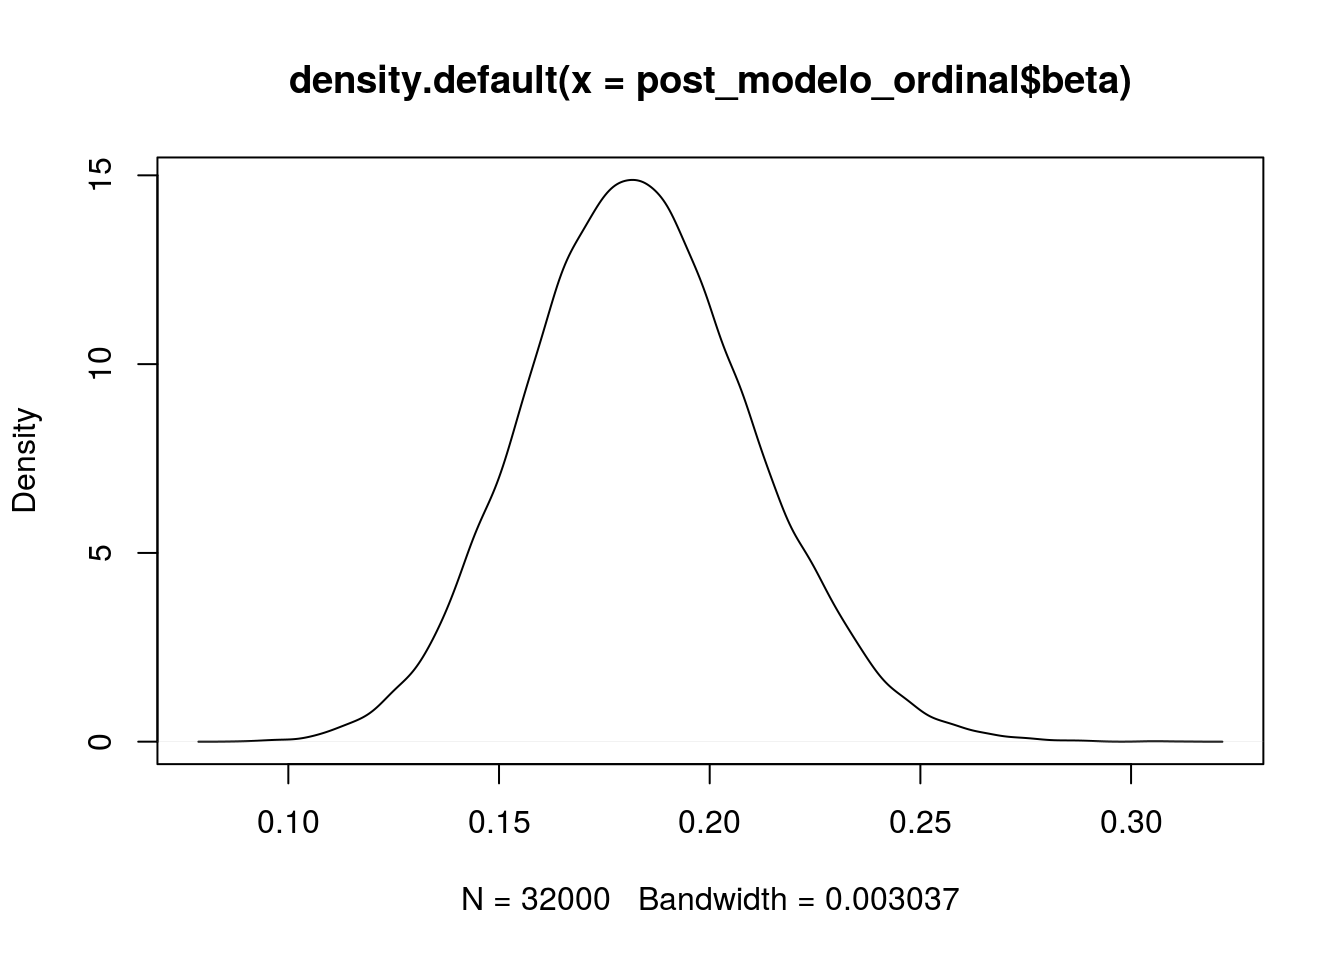 density.default(x = post_modelo_ordinal$beta)
Density
15
10
5
0
0.10 0.15 0.20 0.25 0.30
N = 32000 Bandwidth = 0.003037